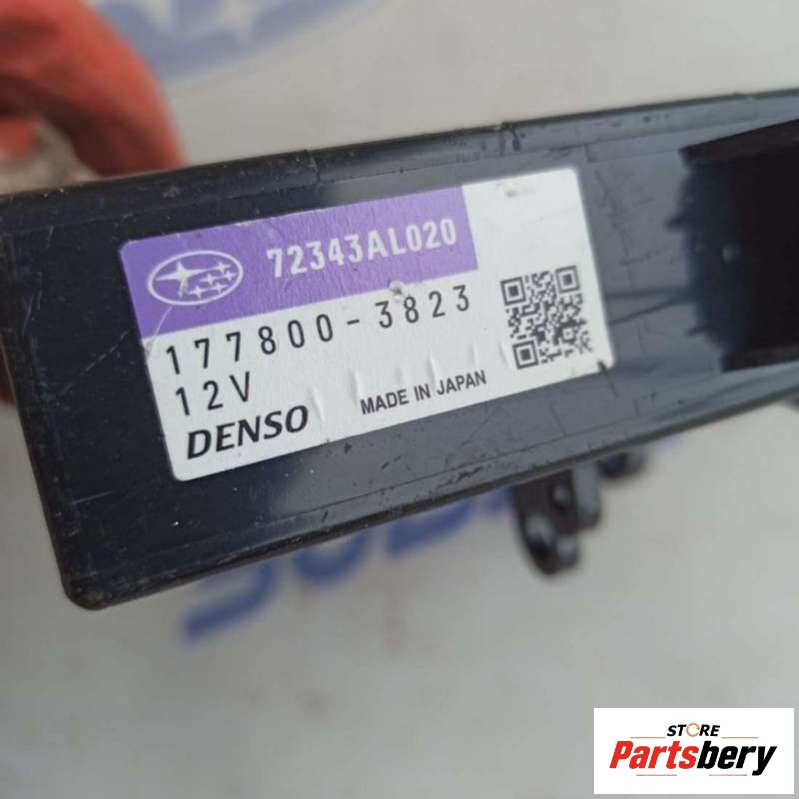 72343AL020
177800-3823
12V
DENSO MADE IN JAPAN
STORE
Partsbery